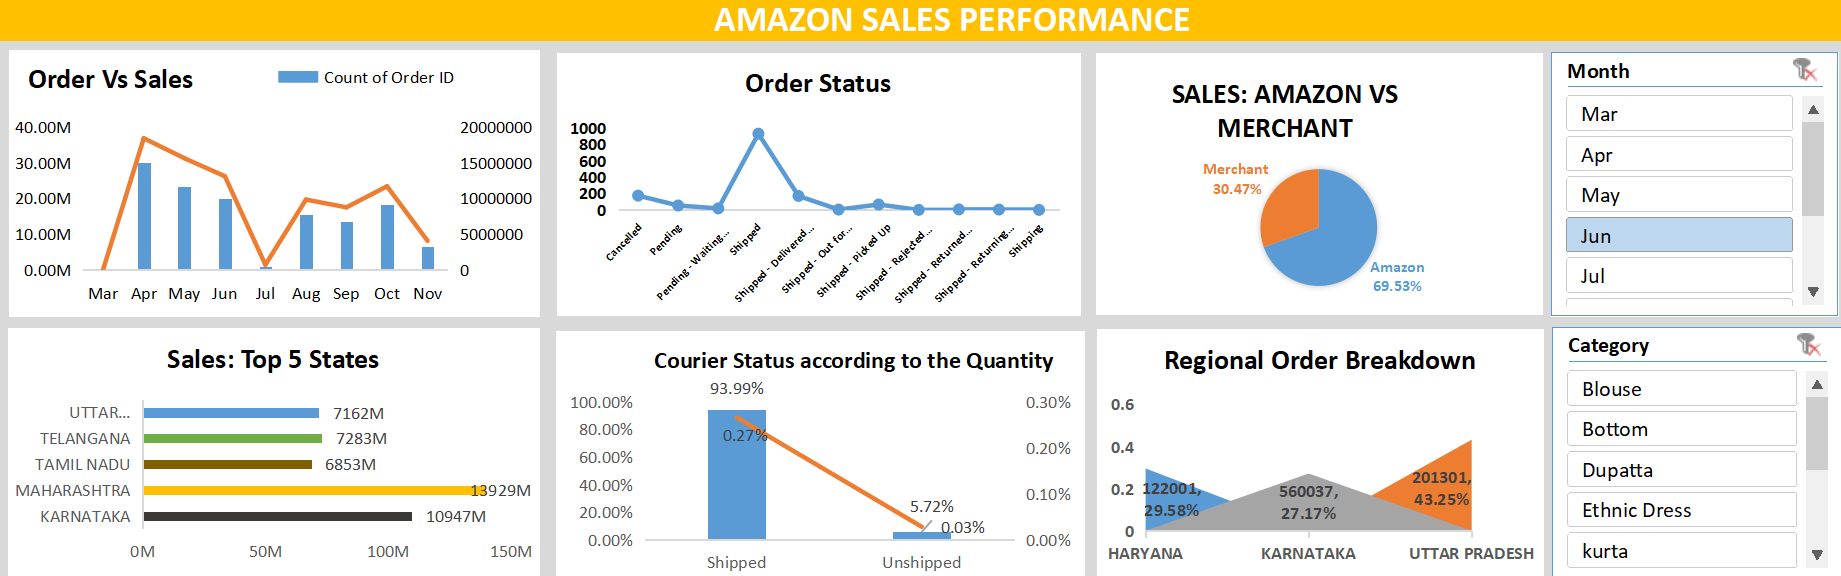 AMAZON SALES PERFORMANCE
Order Vs Sales
Count of Order ID
40.00M
30.00M
20.00M
10.00M
0.00M
20000000
15000000
10000000
5000000
0
Mar Apr May Jun Jul Aug Sep Oct Nov
Order Status
1000
800
600
400
200
0
Cancelled
Pending
Pending - Waiting...
Shipped
Shipped - Delivered...
Shipped - Out for...
Shipped - Picked Up
Shipped - Rejected...
Shipped - Returned...
Shipped - Returning...
Shipping
SALES: AMAZON VS
MERCHANT
Merchant
30.47%
Amazon
69.53%
Month
Mar
Apr
May
Jun
Jul
Sales: Top 5 States
UTTAR... 7162M
TELANGANA 7283M
TAMIL NADU 6853M
MAHARASHTRA 13929M
KARNATAKA 10947M
0M 50M 100M 150M
Courier Status according to the Quantity
93.99%
100.00%
80.00%
60.00%
40.00%
20.00%
0.00%
0.27%
5.72%
0.03%
0.30%
0.20%
0.10%
0.00%
Shipped Unshipped
Regional Order Breakdown
0.6
0.4
0.2
0
122001,
29.58%
560037,
27.17%
201301,
43.25%
HARYANA KARNATAKA UTTAR PRADESH
Category
Blouse
Bottom
Dupatta
Ethnic Dress
kurta